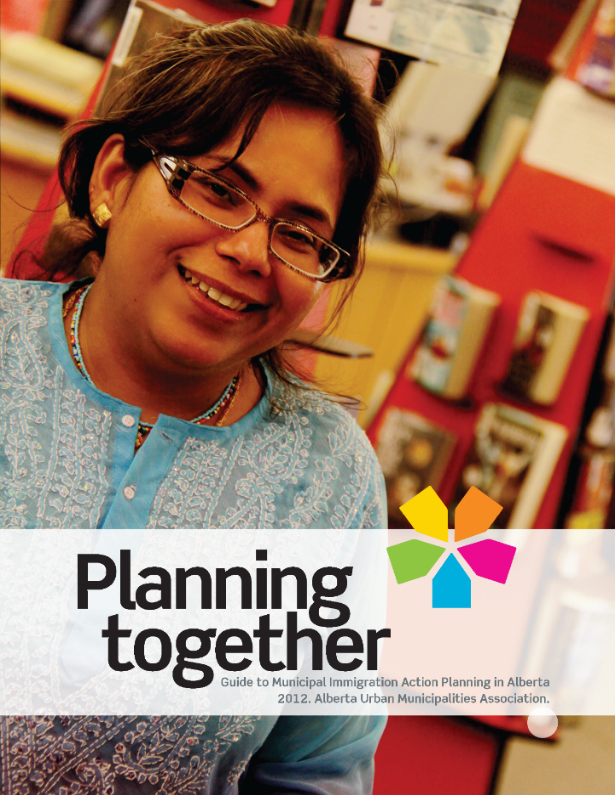 Planning
together
Guide to Municipal Immigration Action Planning in Alberta
2012. Alberta Urban Municipalities Association.